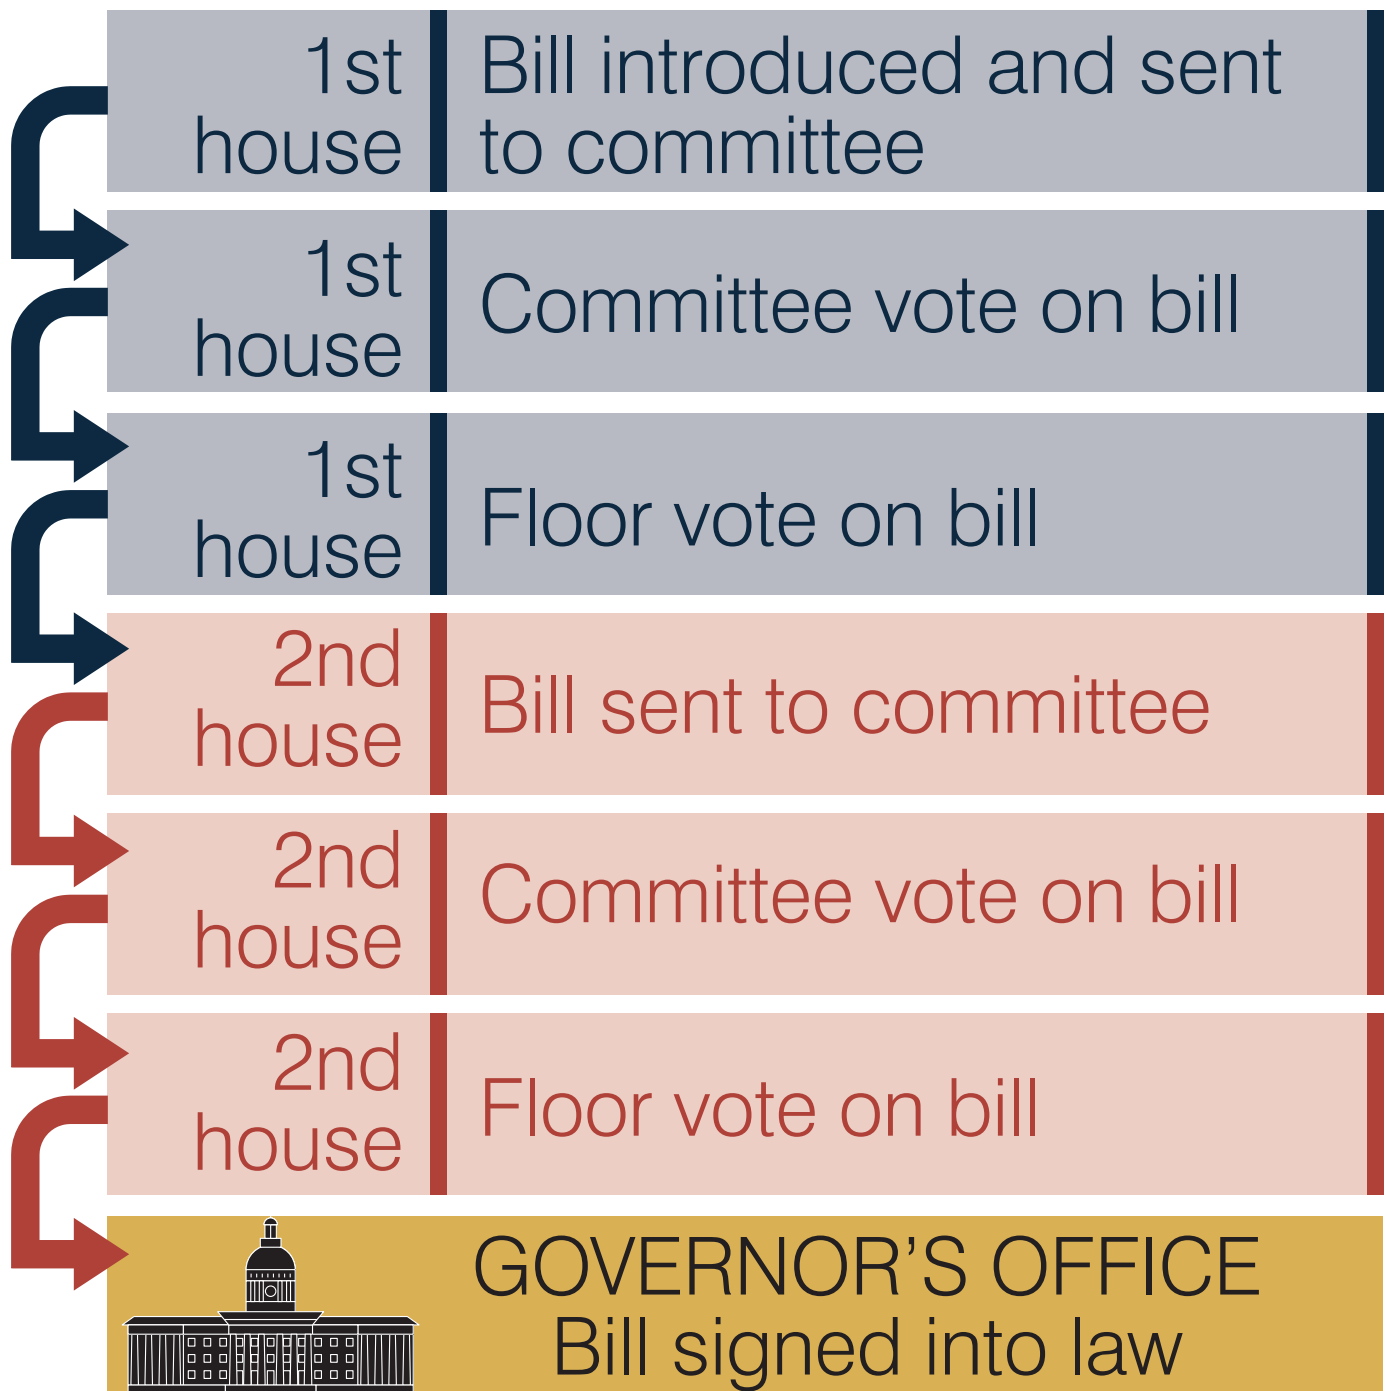 1st
house
Bill introduced and sent
to committee
1st
house
Committee vote on bill
1st
house
Floor vote on bill
2nd
house
Bill sent to committee
2nd
house
Committee vote on bill
2nd
house
Floor vote on bill
GOVERNOR’S OFFICE
Bill signed into law